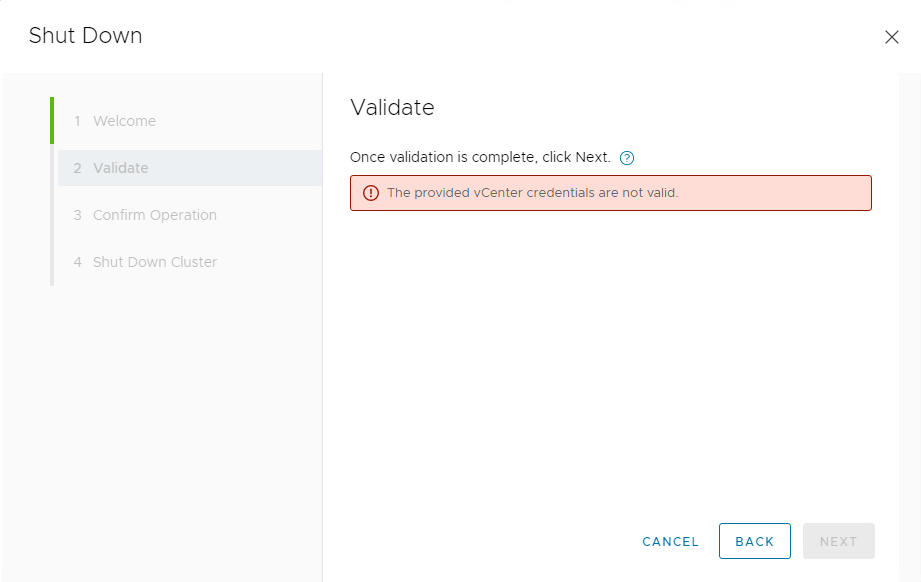 Shut Down
1 Welcome
2 Validate
3 Confirm Operation
4 Shut Down Cluster
Validate
Once validation is complete, click Next.
The provided vCenter credentials are not valid.
CANCEL BACK NEXT